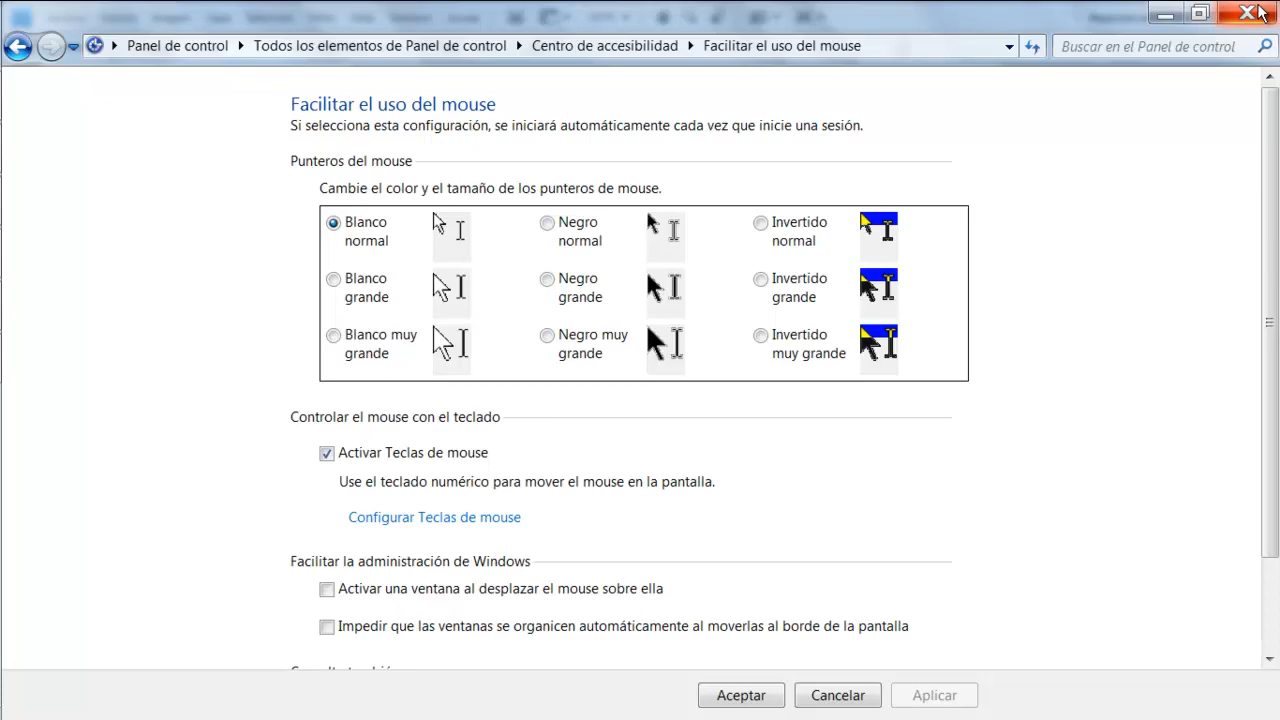 Panel de control Todos los elementos de Panel de control Centro de accesibilidad Facilitar el uso del mouse Buscar en el Panel de control
Facilitar el uso del mouse
Si selecciona esta configuración, se iniciará automáticamente cada vez que inicie una sesión.
Punteros del mouse
Cambie el color y el tamaño de los punteros de mouse.
Blanco normal
Negro normal
Invertido normal
Blanco grande
Negro grande
Invertido grande
Blanco muy grande
Negro muy grande
Invertido muy grande
Controlar el mouse con el teclado
Activar Teclas de mouse
Use el teclado numérico para mover el mouse en la pantalla.
Configurar Teclas de mouse
Facilitar la administración de Windows
Activar una ventana al desplazar el mouse sobre ella
Impedir que las ventanas se organicen automáticamente al moverlas al borde de la pantalla
Aceptar Cancelar Aplicar